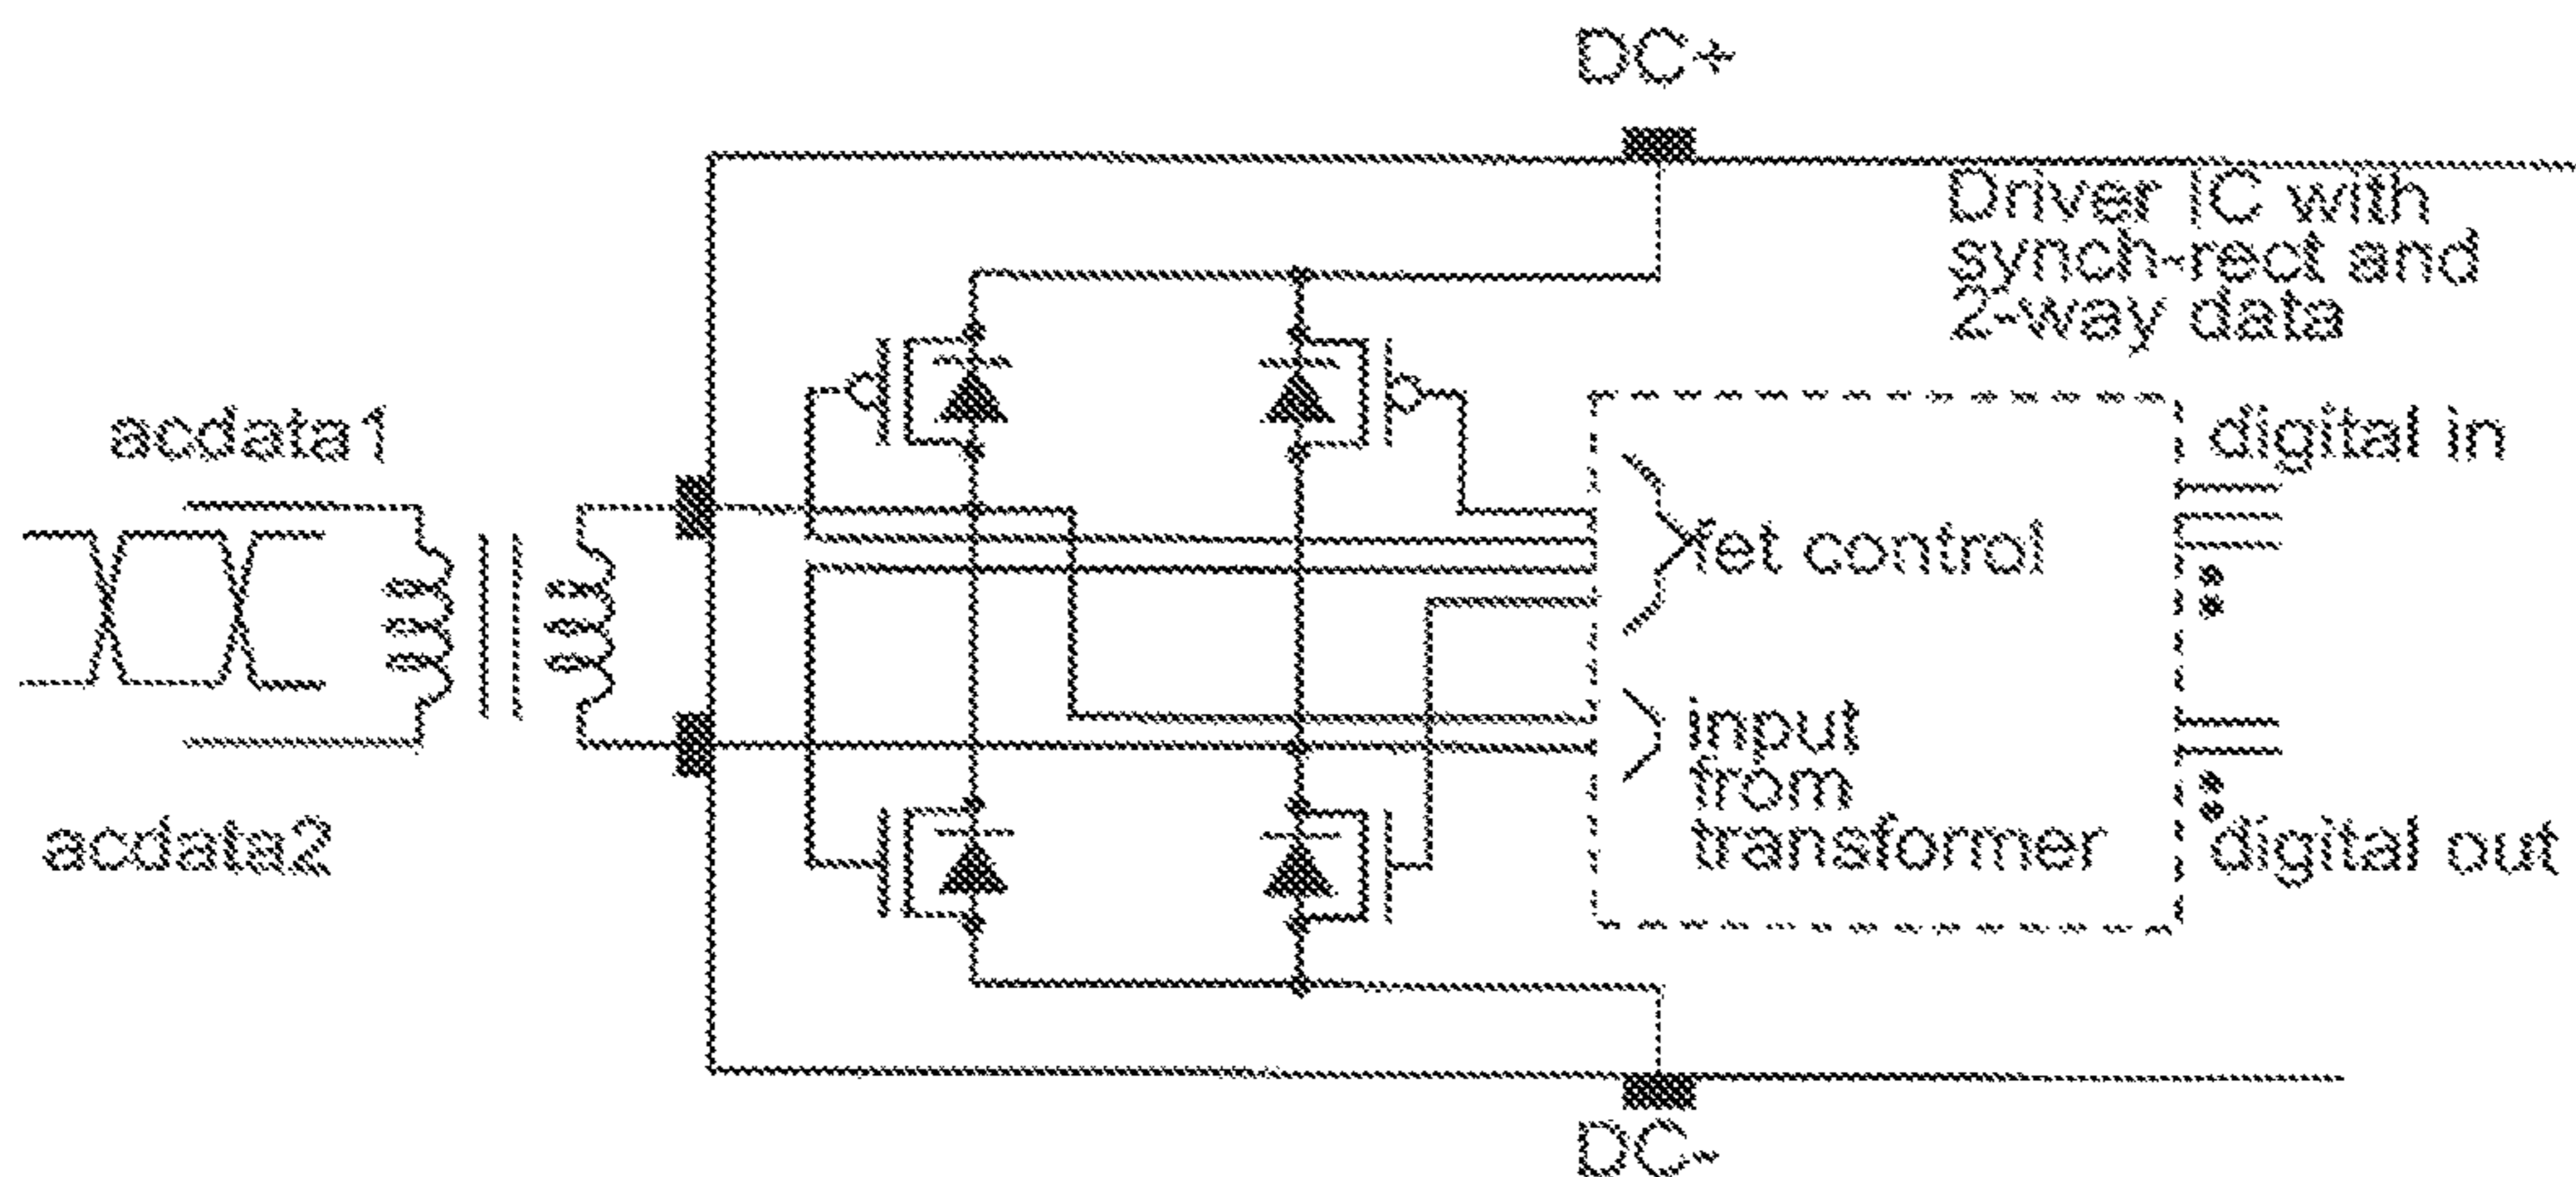 DC+
Driver IC with
synch-rect and
2-way data
acdata1
digital in
fet control
input
from
transformer
acdata2
digital out
DC-